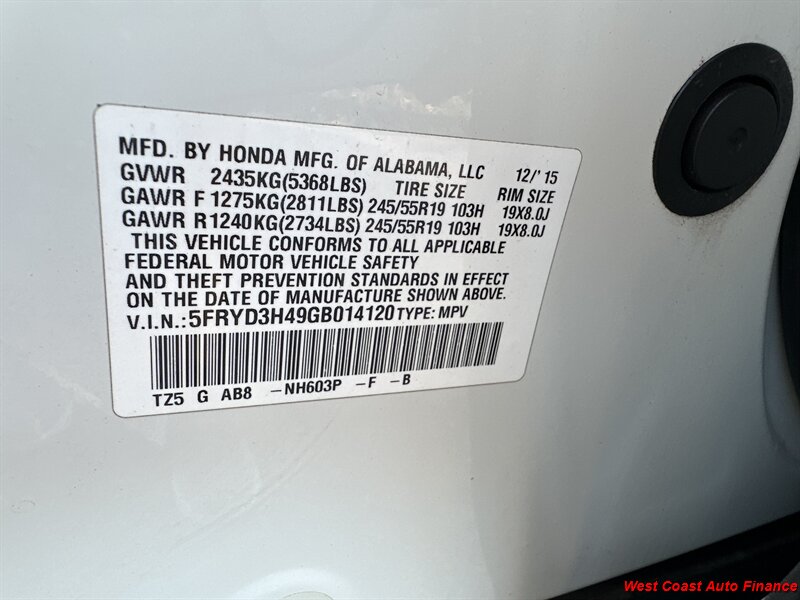 MFD. BY HONDA MFG. OF ALABAMA, LLC 12/'15
GVWR 2435KG(5368LBS) TIRE SIZE RIM SIZE
GAWR F 1275KG(2811LBS) 245/55R19 103H 19X8.0J
GAWR R1240KG(2734LBS) 245/55R19 103H 19X8.0J
THIS VEHICLE CONFORMS TO ALL APPLICABLE
FEDERAL MOTOR VEHICLE SAFETY
AND THEFT PREVENTION STANDARDS IN EFFECT
ON THE DATE OF MANUFACTURE SHOWN ABOVE.
V.I.N.:5FRYD3H49GB014120 TYPE: MPV
TZ5 G AB8 -NH603P -F -B
West Coast Auto Finance